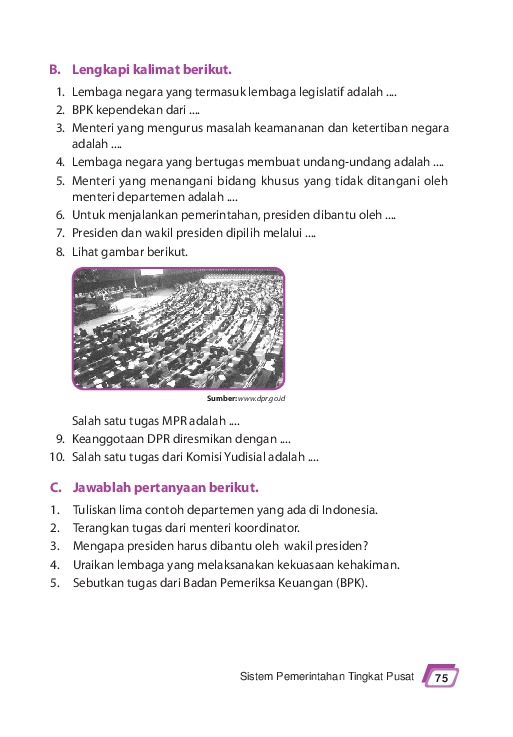 B. Lengkapi kalimat berikut.
1. Lembaga negara yang termasuk lembaga legislatif adalah ....
2. BPK kependekan dari ....
3. Menteri yang mengurus masalah keamananan dan ketertiban negara
adalah ....
4. Lembaga negara yang bertugas membuat undang-undang adalah ....
5. Menteri yang menangani bidang khusus yang tidak ditangani oleh
menteri departemen adalah ....
6. Untuk menjalankan pemerintahan, presiden dibantu oleh ....
7. Presiden dan wakil presiden dipilih melalui ....
8. Lihat gambar berikut.
Sumber: www.dpr.go.id
Salah satu tugas MPR adalah ....
9. Keanggotaan DPR diresmikan dengan ....
10. Salah satu tugas dari Komisi Yudisial adalah ....
C. Jawablah pertanyaan berikut.
1. Tuliskan lima contoh departemen yang ada di Indonesia.
2. Terangkan tugas dari menteri koordinator.
3. Mengapa presiden harus dibantu oleh wakil presiden?
4. Uraikan lembaga yang melaksanakan kekuasaan kehakiman.
5. Sebutkan tugas dari Badan Pemeriksa Keuangan (BPK).
Sistem Pemerintahan Tingkat Pusat 75